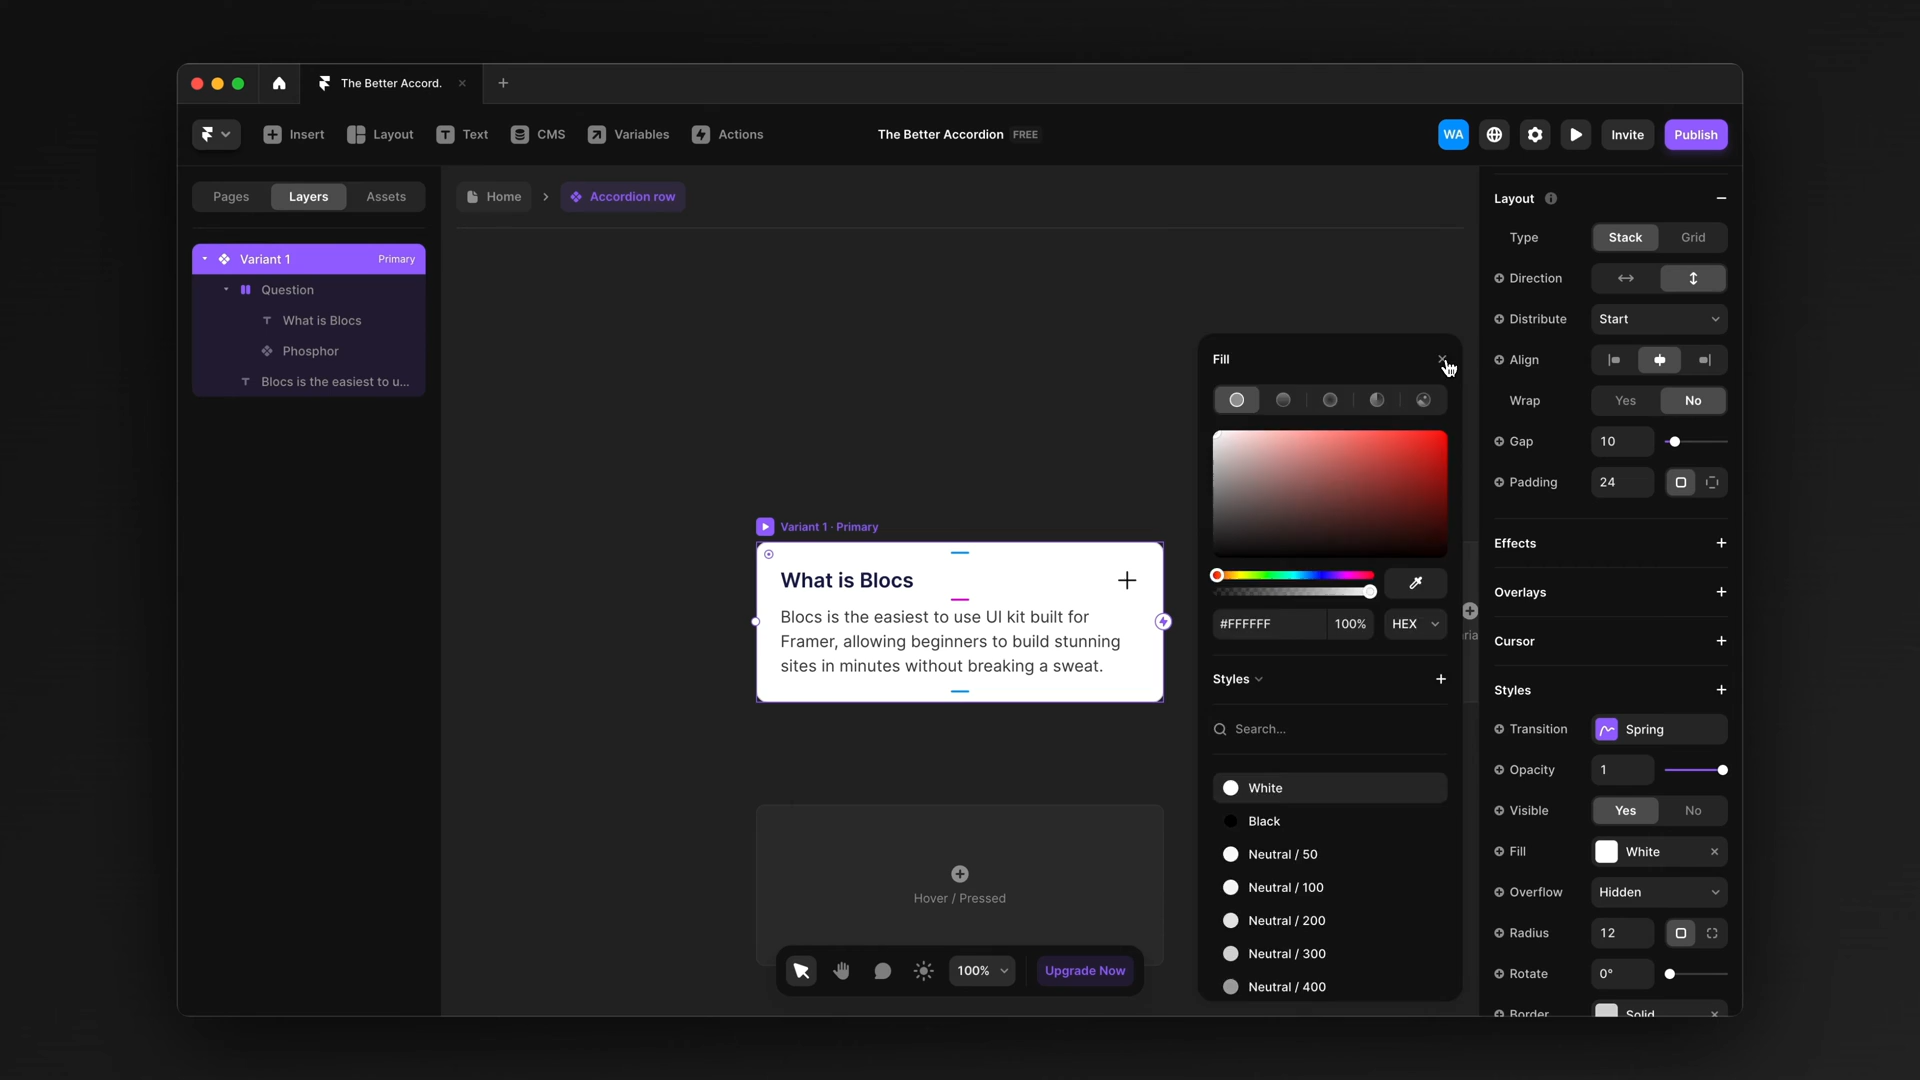 The Better Accord.
Insert
Layout
Text
CMS
Variables
Actions
The Better Accordion FREE
WA
Invite
Publish
Pages
Layers
Assets
Variant 1
Primary
Question
What is Blocs
Phosphor
Blocs is the easiest to u...
Home
Accordion row
Variant 1 · Primary
What is Blocs
Blocs is the easiest to use UI kit built for
Framer, allowing beginners to build stunning
sites in minutes without breaking a sweat.
Hover / Pressed
100%
Upgrade Now
Fill
#FFFFFF
100%
HEX
Styles
Search...
White
Black
Neutral / 50
Neutral / 100
Neutral / 200
Neutral / 300
Neutral / 400
Layout
Type
Stack
Grid
Direction
Distribute
Start
Align
Wrap
Yes
No
Gap
10
Padding
24
Effects
Overlays
Cursor
Styles
Transition
Spring
Opacity
1
Visible
Yes
No
Fill
White
Overflow
Hidden
Radius
12
Rotate
0°
Border
Solid